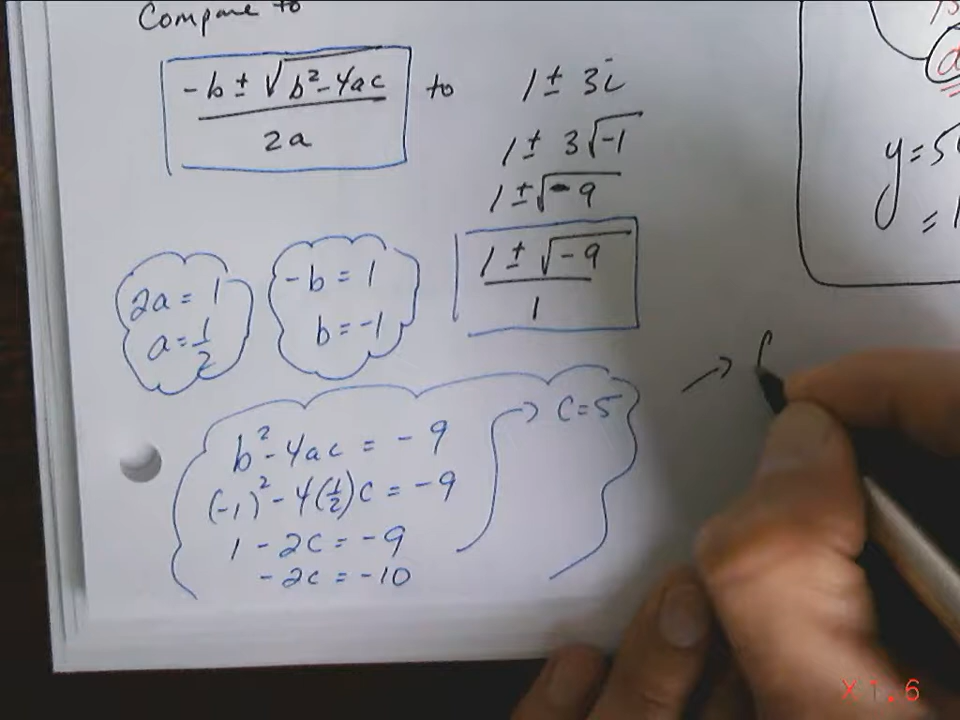 Compare to
-b ± √b²-4ac / 2a to 1 ± 3i
1 ± 3√-1
1 ± √-9
1 ± √-9 / 1
2a = 1
a = 1/2
-b = 1
b = -1
b²-4ac = -9
(-1)²-4(1/2)c = -9
1 - 2c = -9
-2c = -10
→ c = 5
→
y = 5
= 1
X1.6